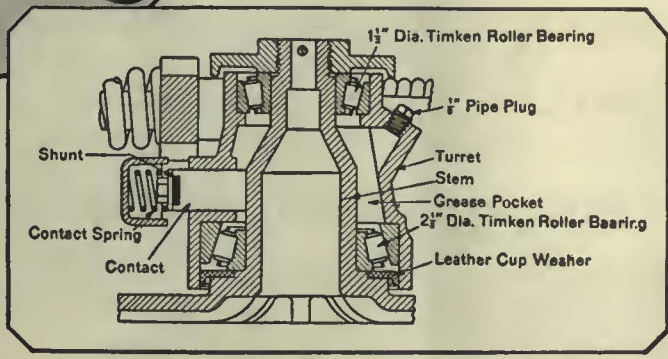 1½" Dia. Timken Roller Bearing
⅛" Pipe Plug
Shunt
Turret
Stem
Grease Pocket
Contact Spring
2½" Dia. Timken Roller Bearing
Contact
Leather Cup Washer